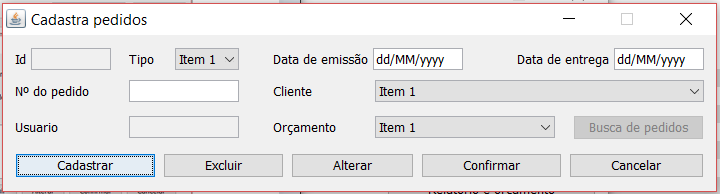 Cadastra pedidos
Id Tipo Item 1 Data de emissão dd/MM/yyyy Data de entrega dd/MM/yyyy
Nº do pedido Cliente Item 1
Usuario Orçamento Item 1 Busca de pedidos
Cadastrar Excluir Alterar Confirmar Cancelar